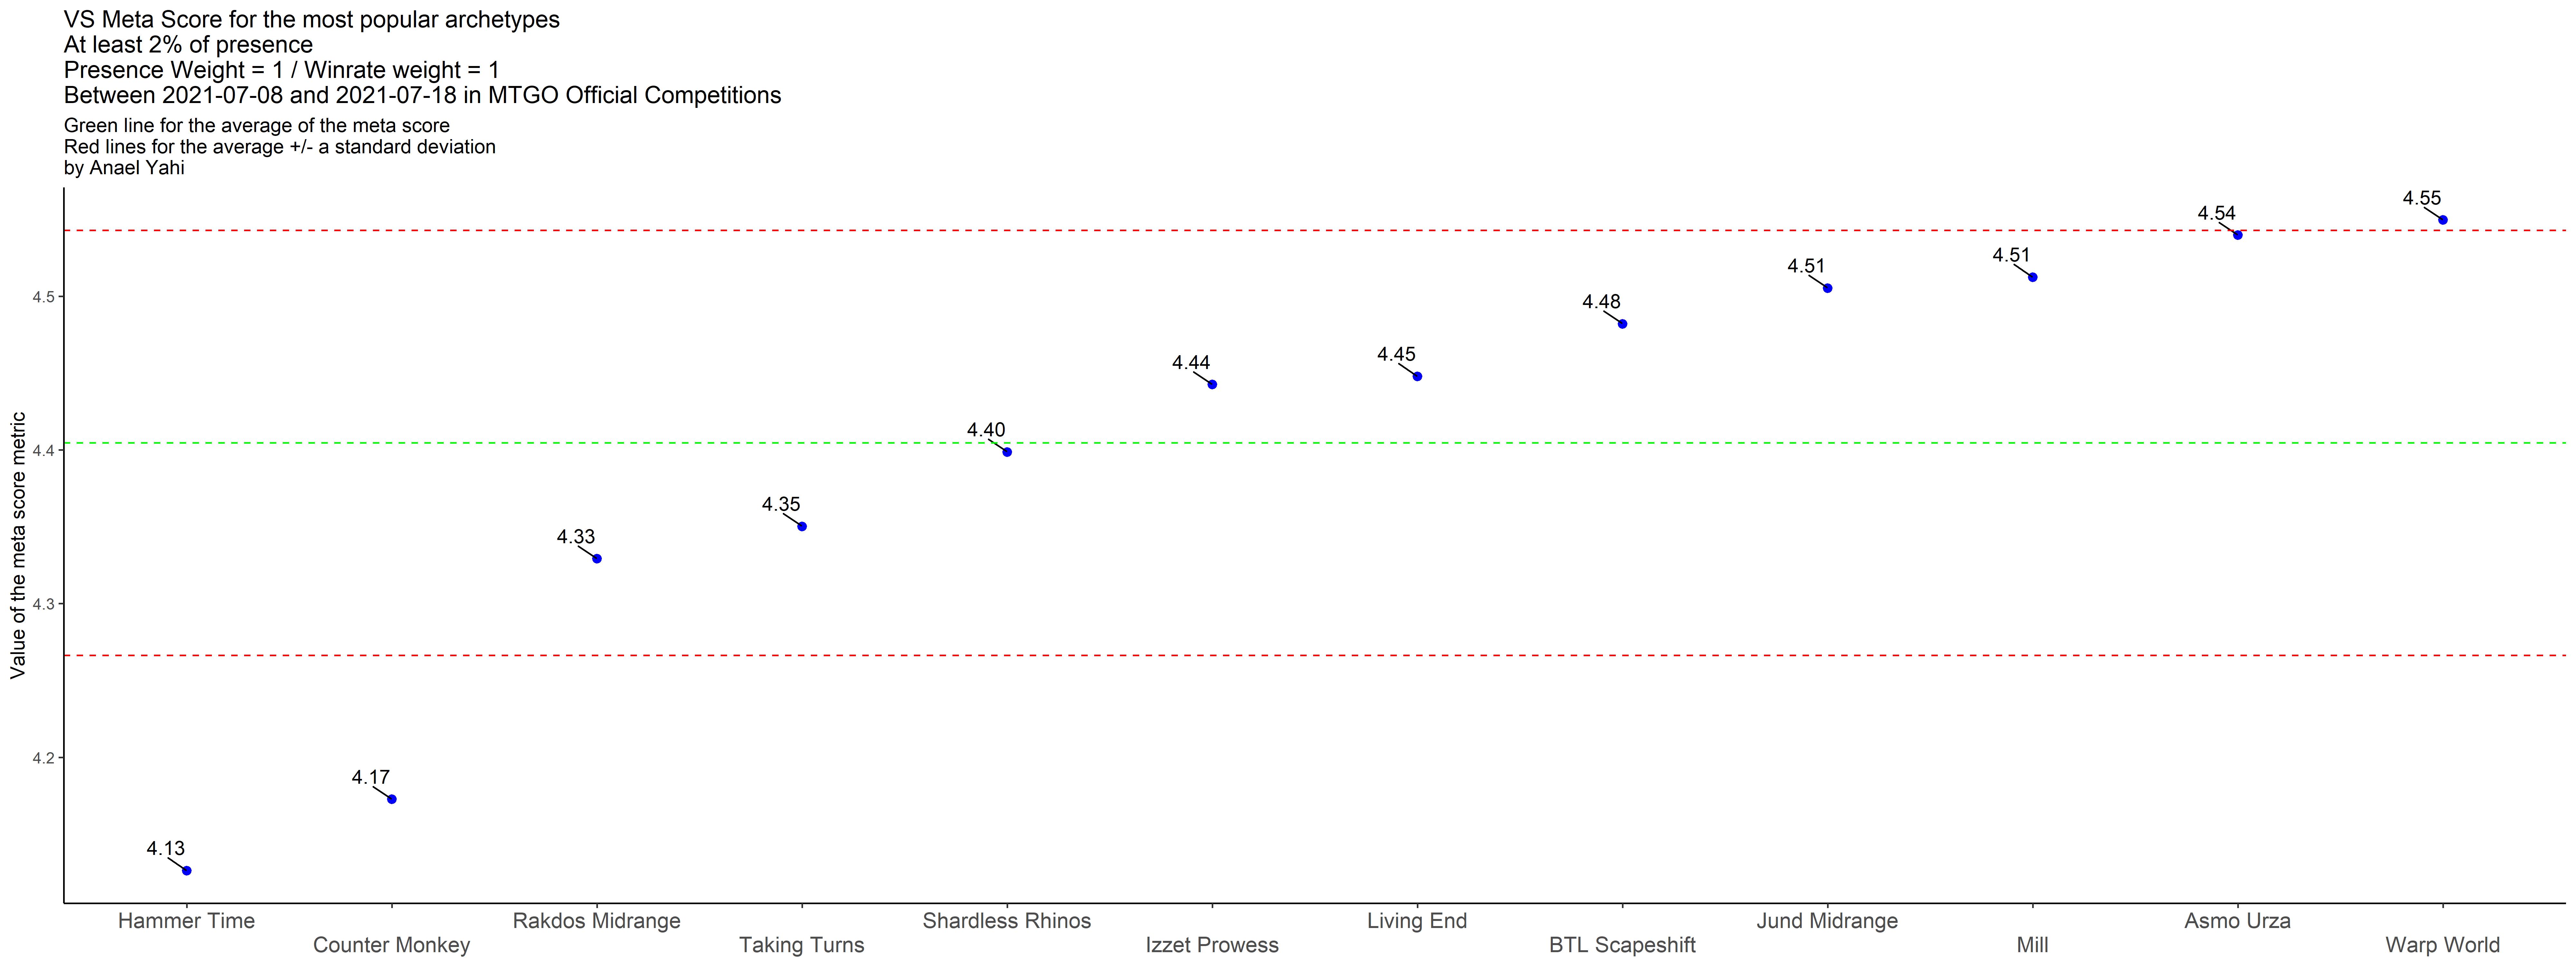 VS Meta Score for the most popular archetypes
At least 2% of presence
Presence Weight = 1 / Winrate weight = 1
Between 2021-07-08 and 2021-07-18 in MTGO Official Competitions
Green line for the average of the meta score
Red lines for the average +/- a standard deviation
by Anael Yahi
Value of the meta score metric
4.5
4.4
4.3
4.2
4.13
4.17
4.33
4.35
4.40
4.44
4.45
4.48
4.51
4.51
4.54
4.55
Hammer Time
Counter Monkey
Rakdos Midrange
Taking Turns
Shardless Rhinos
Izzet Prowess
Living End
BTL Scapeshift
Jund Midrange
Mill
Asmo Urza
Warp World